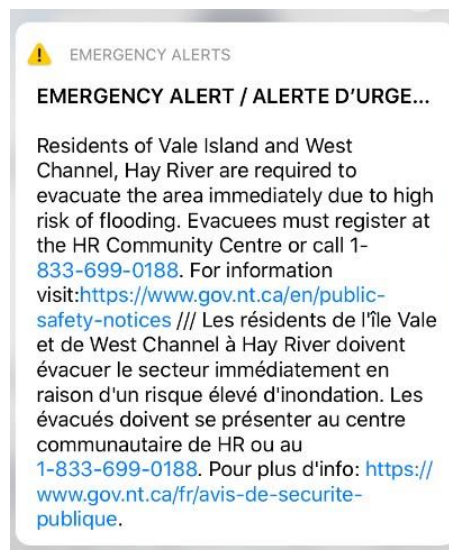 EMERGENCY ALERTS
EMERGENCY ALERT / ALERTE D'URGE...
Residents of Vale Island and West
Channel, Hay River are required to
evacuate the area immediately due to high
risk of flooding. Evacuees must register at
the HR Community Centre or call 1-
833-699-0188. For information
visit:https://www.gov.nt.ca/en/public-
safety-notices /// Les résidents de l'île Vale
et de West Channel à Hay River doivent
évacuer le secteur immédiatement en
raison d'un risque élevé d'inondation. Les
évacués doivent se présenter au centre
communautaire de HR ou au
1-833-699-0188. Pour plus d'info: https://
www.gov.nt.ca/fr/avis-de-securite-
publique.